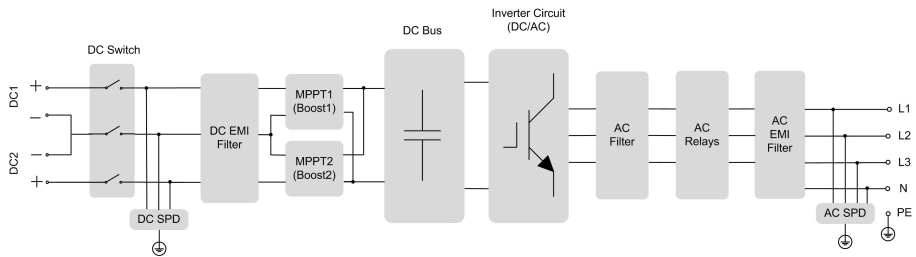 Inverter Circuit
(DC/AC)
DC Bus
DC Switch
DC1
+
−
DC2
−
+
DC EMI
Filter
MPPT1
(Boost1)
MPPT2
(Boost2)
DC SPD
AC
Filter
AC
Relays
AC
EMI
Filter
L1
L2
L3
N
PE
AC SPD